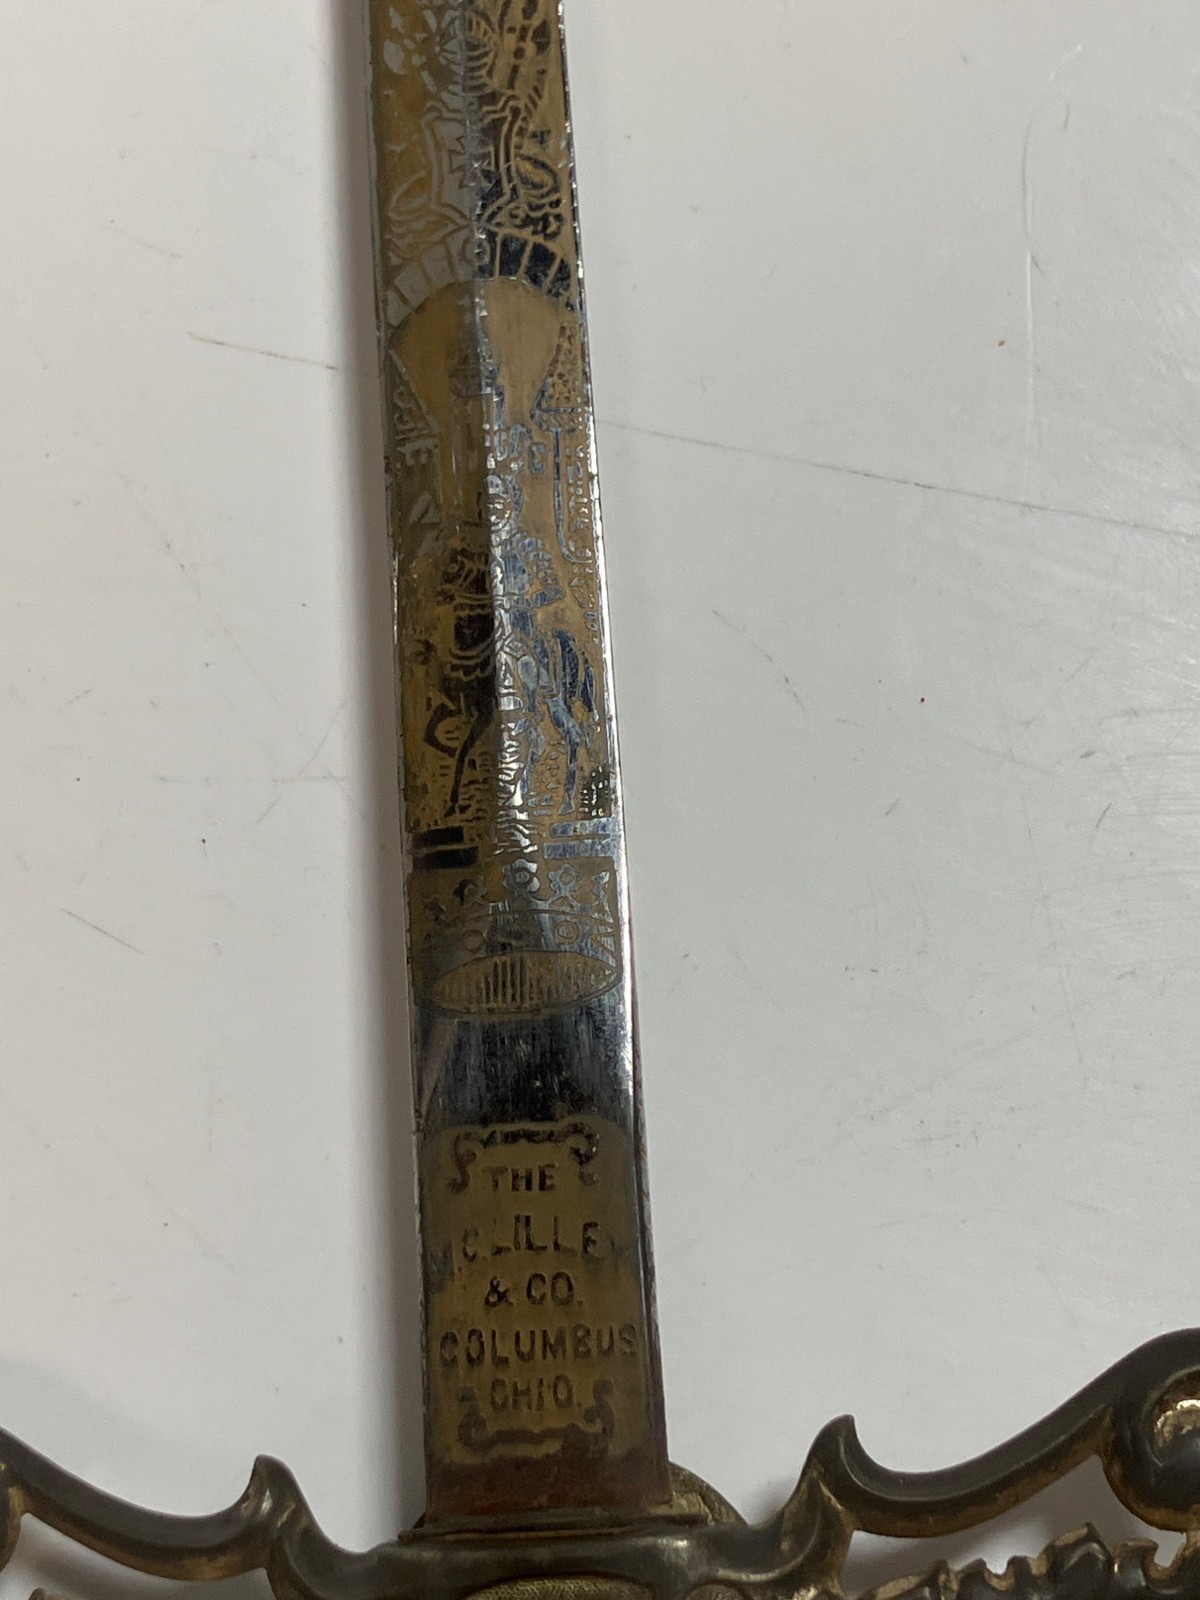 THE
M.C. LILLEY
& CO.
COLUMBUS
OHIO.